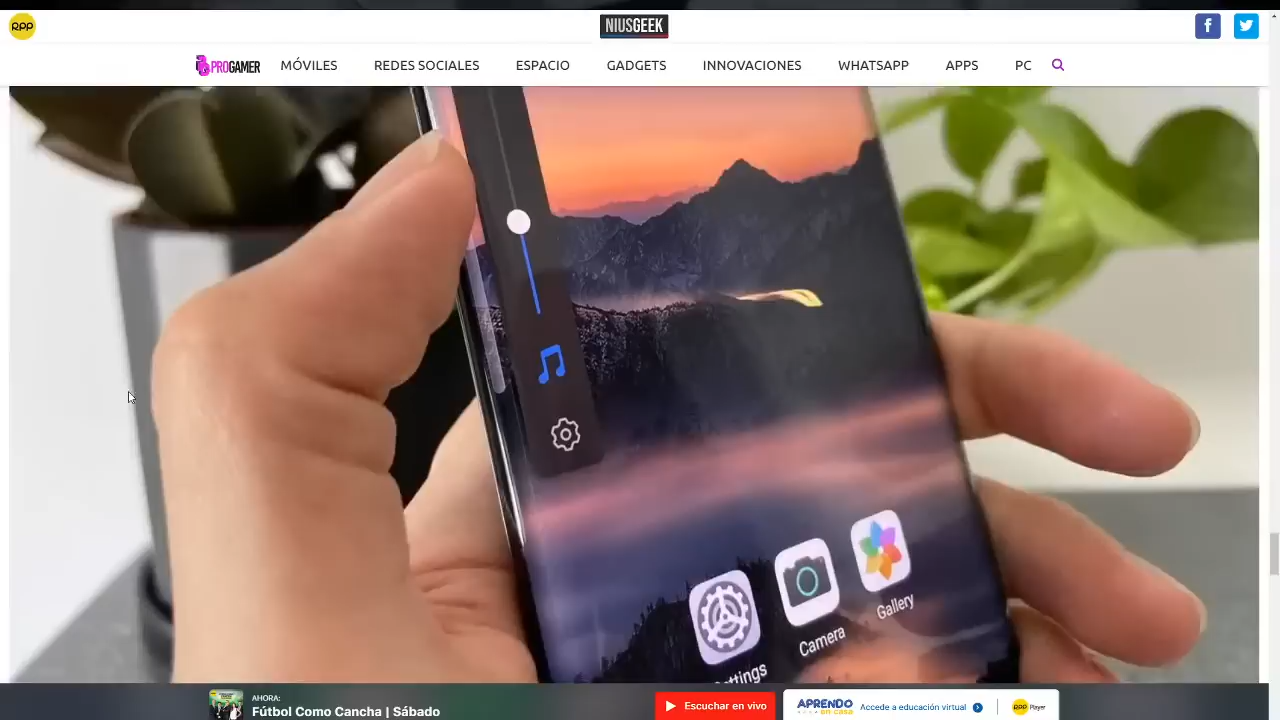 RPP
NIUSGEEK
PROGAMER
MÓVILES
REDES SOCIALES
ESPACIO
GADGETS
INNOVACIONES
WHATSAPP
APPS
PC
Camera
Gallery
ettings
AHORA:
Fútbol Como Cancha | Sábado
Escuchar en vivo
APRENDO
en casa
Accede a educación virtual
RPP Player